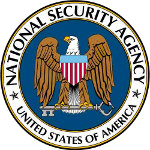 NATIONAL SECURITY AGENCY
UNITED STATES OF AMERICA